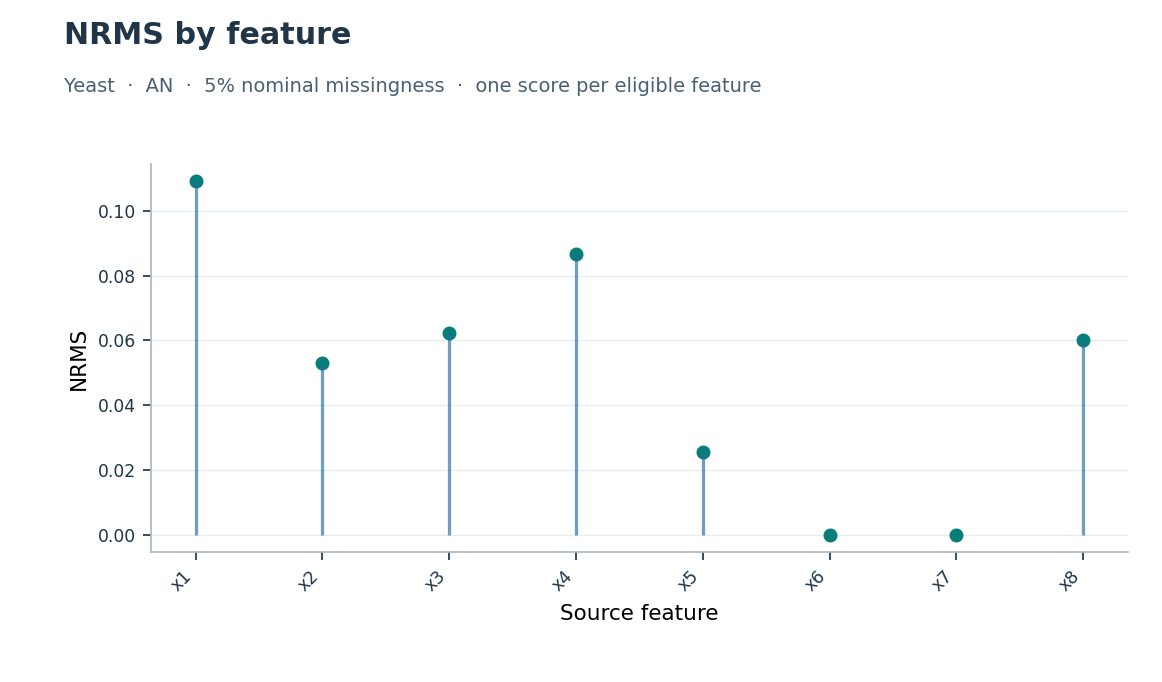 NRMS by feature
Yeast · AN · 5% nominal missingness · one score per eligible feature
0.10
0.08
0.06
0.04
0.02
0.00
NRMS
x1 x2 x3 x4 x5 x6 x7 x8
Source feature